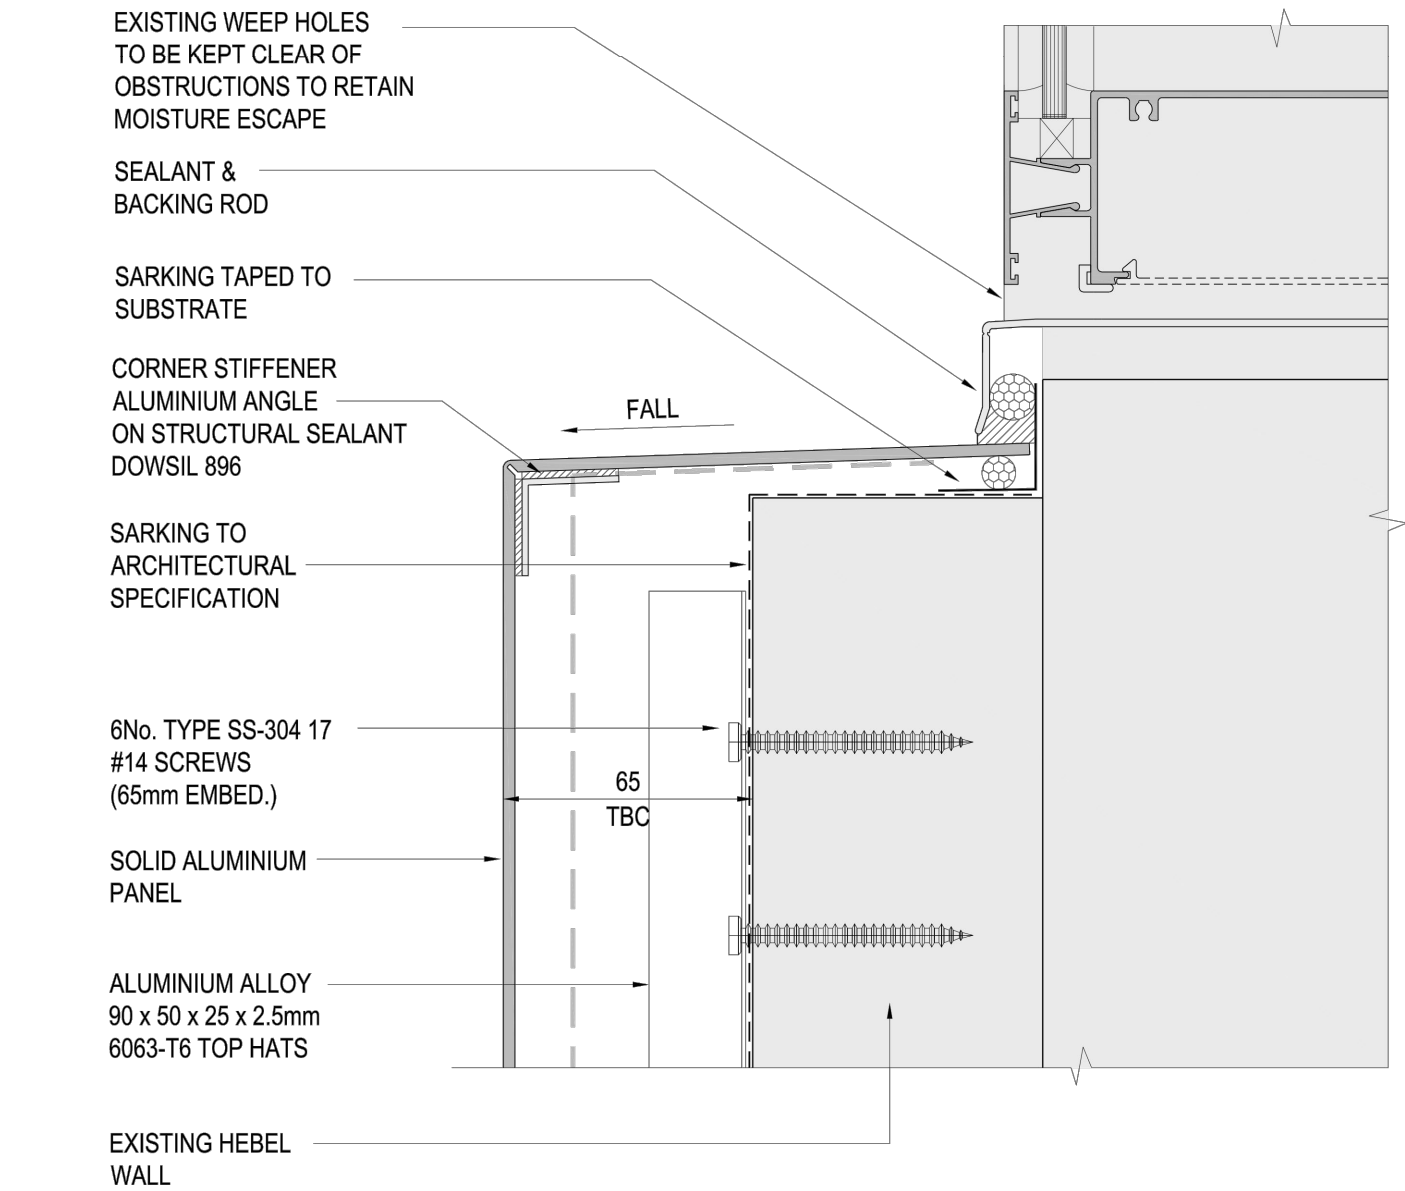 EXISTING WEEP HOLES
TO BE KEPT CLEAR OF
OBSTRUCTIONS TO RETAIN
MOISTURE ESCAPE
SEALANT &
BACKING ROD
SARKING TAPED TO
SUBSTRATE
CORNER STIFFENER
ALUMINIUM ANGLE
ON STRUCTURAL SEALANT
DOWSIL 896
FALL
SARKING TO
ARCHITECTURAL
SPECIFICATION
6No. TYPE SS-304 17
#14 SCREWS
(65mm EMBED.)
65
TBC
SOLID ALUMINIUM
PANEL
ALUMINIUM ALLOY
90 x 50 x 25 x 2.5mm
6063-T6 TOP HATS
EXISTING HEBEL
WALL